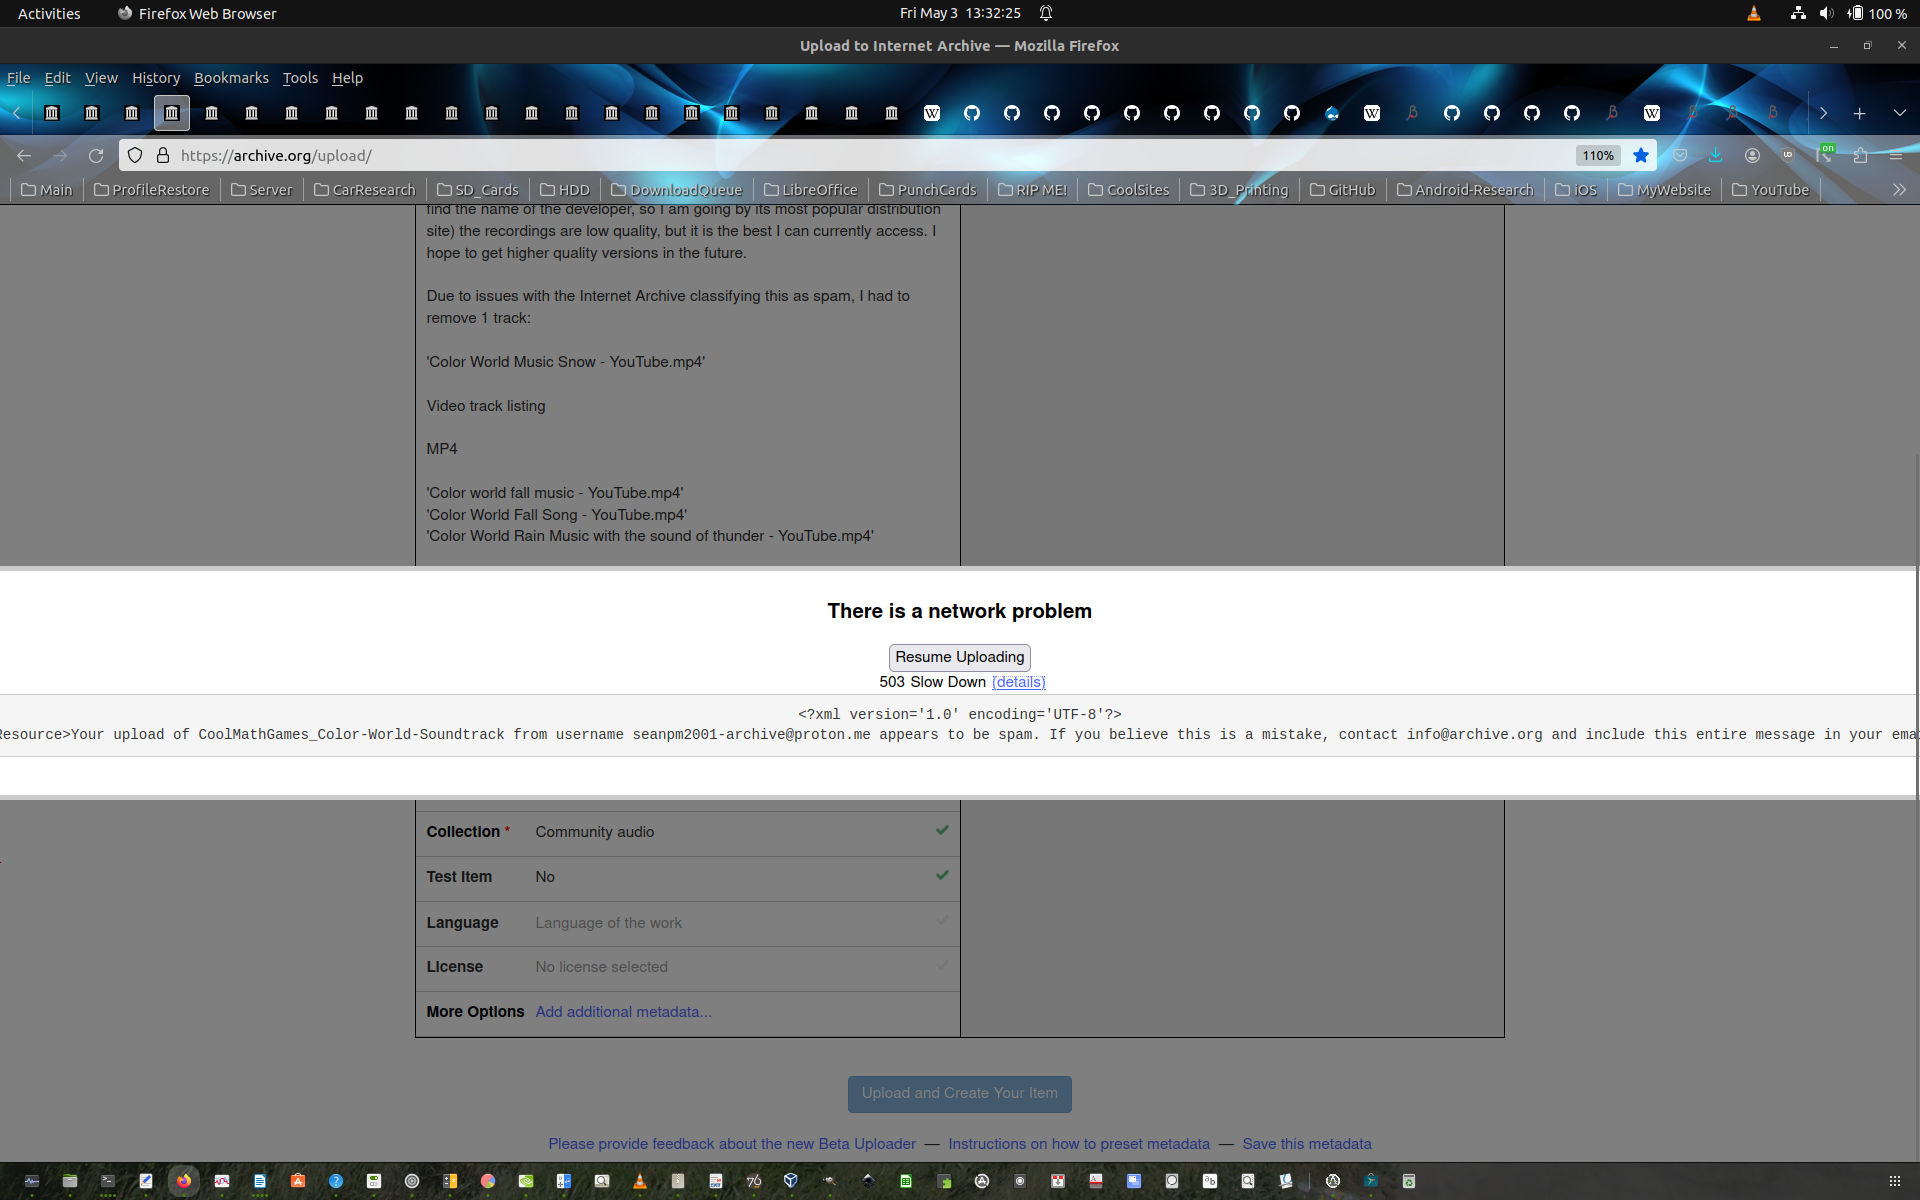 Activities Firefox Web Browser Fri May 3 13:32:25 100 %
Upload to Internet Archive — Mozilla Firefox
File Edit View History Bookmarks Tools Help
https://archive.org/upload/ 110% on
Main ProfileRestore Server CarResearch SD_Cards HDD DownloadQueue LibreOffice PunchCards RIP ME! CoolSites 3D_Printing GitHub Android-Research iOS MyWebsite YouTube
find the name of the developer, so I am going by its most popular distribution
site) the recordings are low quality, but it is the best I can currently access. I
hope to get higher quality versions in the future.
Due to issues with the Internet Archive classifying this as spam, I had to
remove 1 track:
'Color World Music Snow - YouTube.mp4'
Video track listing
MP4
'Color world fall music - YouTube.mp4'
'Color World Fall Song - YouTube.mp4'
'Color World Rain Music with the sound of thunder - YouTube.mp4'
There is a network problem
Resume Uploading
503 Slow Down (details)
<?xml version='1.0' encoding='UTF-8'?>
Resource>Your upload of CoolMathGames_Color-World-Soundtrack from username seanpm2001-archive@proton.me appears to be spam. If you believe this is a mistake, contact info@archive.org and include this entire message in your ema
Collection * Community audio
Test Item No
Language Language of the work
License No license selected
More Options Add additional metadata...
Upload and Create Your Item
Please provide feedback about the new Beta Uploader — Instructions on how to preset metadata — Save this metadata